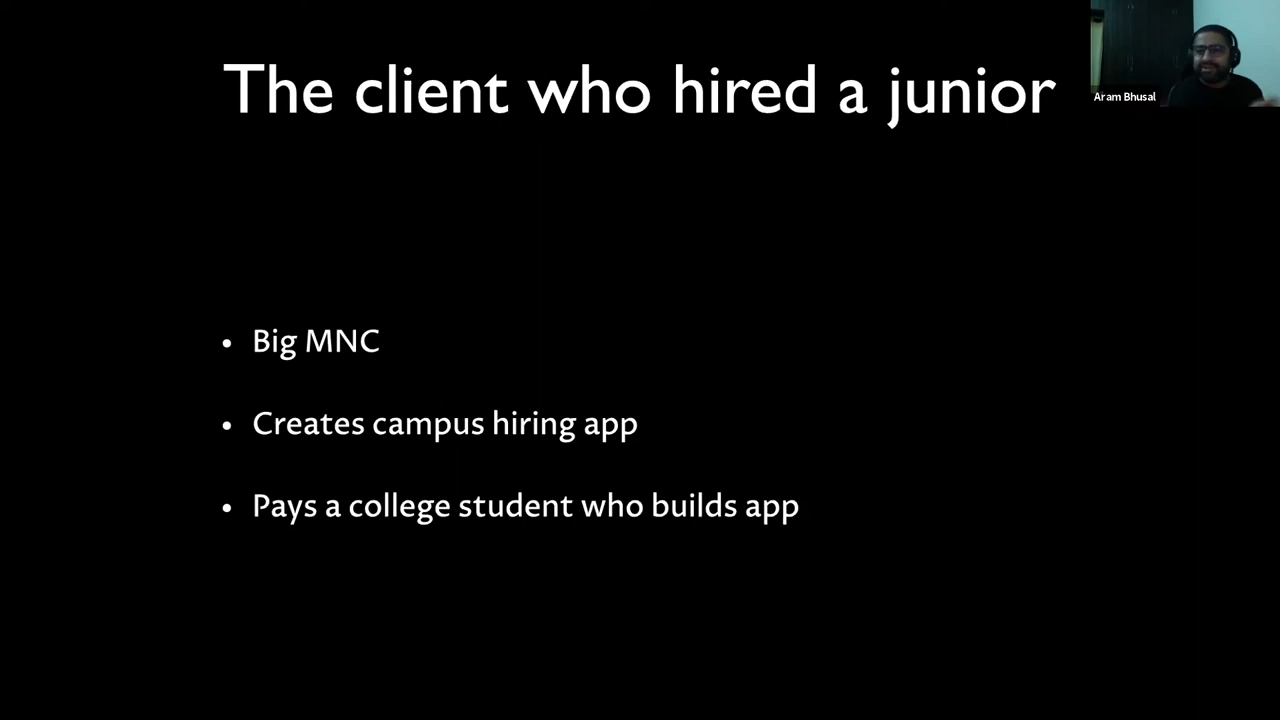 The client who hired a junior
Aram Bhusal
• Big MNC
• Creates campus hiring app
• Pays a college student who builds app